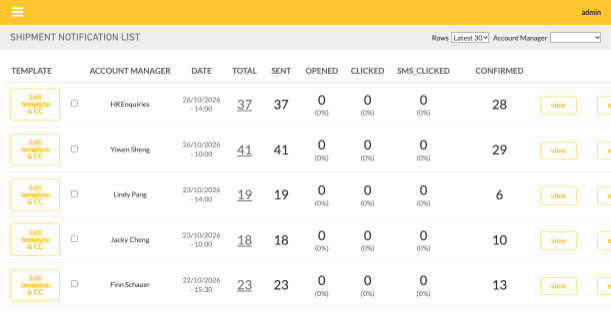 admin
SHIPMENT NOTIFICATION LIST
Rows Latest 30 Account Manager
TEMPLATE ACCOUNT MANAGER DATE TOTAL SENT OPENED CLICKED SMS_CLICKED CONFIRMED
Edit template & CC HKEnquiries 26/10/2026 - 14:00 37 37 0 (0%) 0 (0%) 0 (0%) 28 view
Edit template & CC Yiwen Sheng 26/10/2026 - 10:00 41 41 0 (0%) 0 (0%) 0 (0%) 29 view
Edit template & CC Lindy Pang 23/10/2026 - 14:00 19 19 0 (0%) 0 (0%) 0 (0%) 6 view
Edit template & CC Jacky Cheng 23/10/2026 - 10:00 18 18 0 (0%) 0 (0%) 0 (0%) 10 view
Edit template & CC Finn Schauer 22/10/2026 - 15:30 23 23 0 (0%) 0 (0%) 0 (0%) 13 view